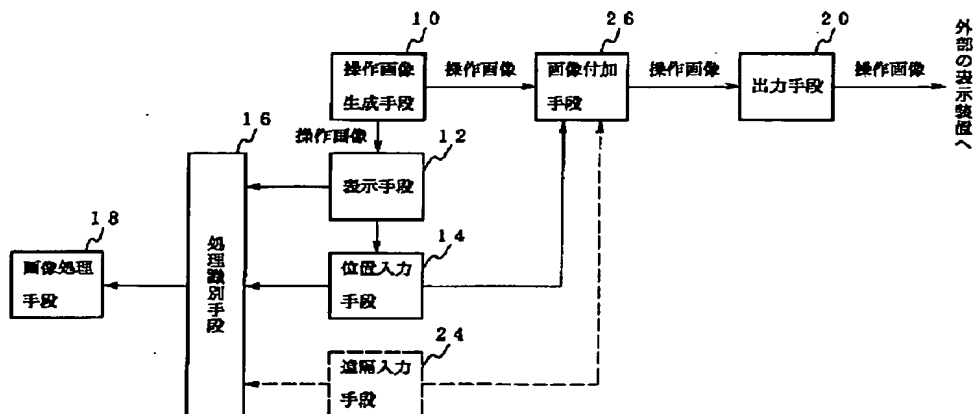 10
操作画像
生成手段
操作画像
26
画像付加
手段
操作画像
20
出力手段
操作画像
外部の表示装置へ
操作画像
16
処理識別手段
12
表示手段
18
画像処理
手段
14
位置入力
手段
24
遠隔入力
手段